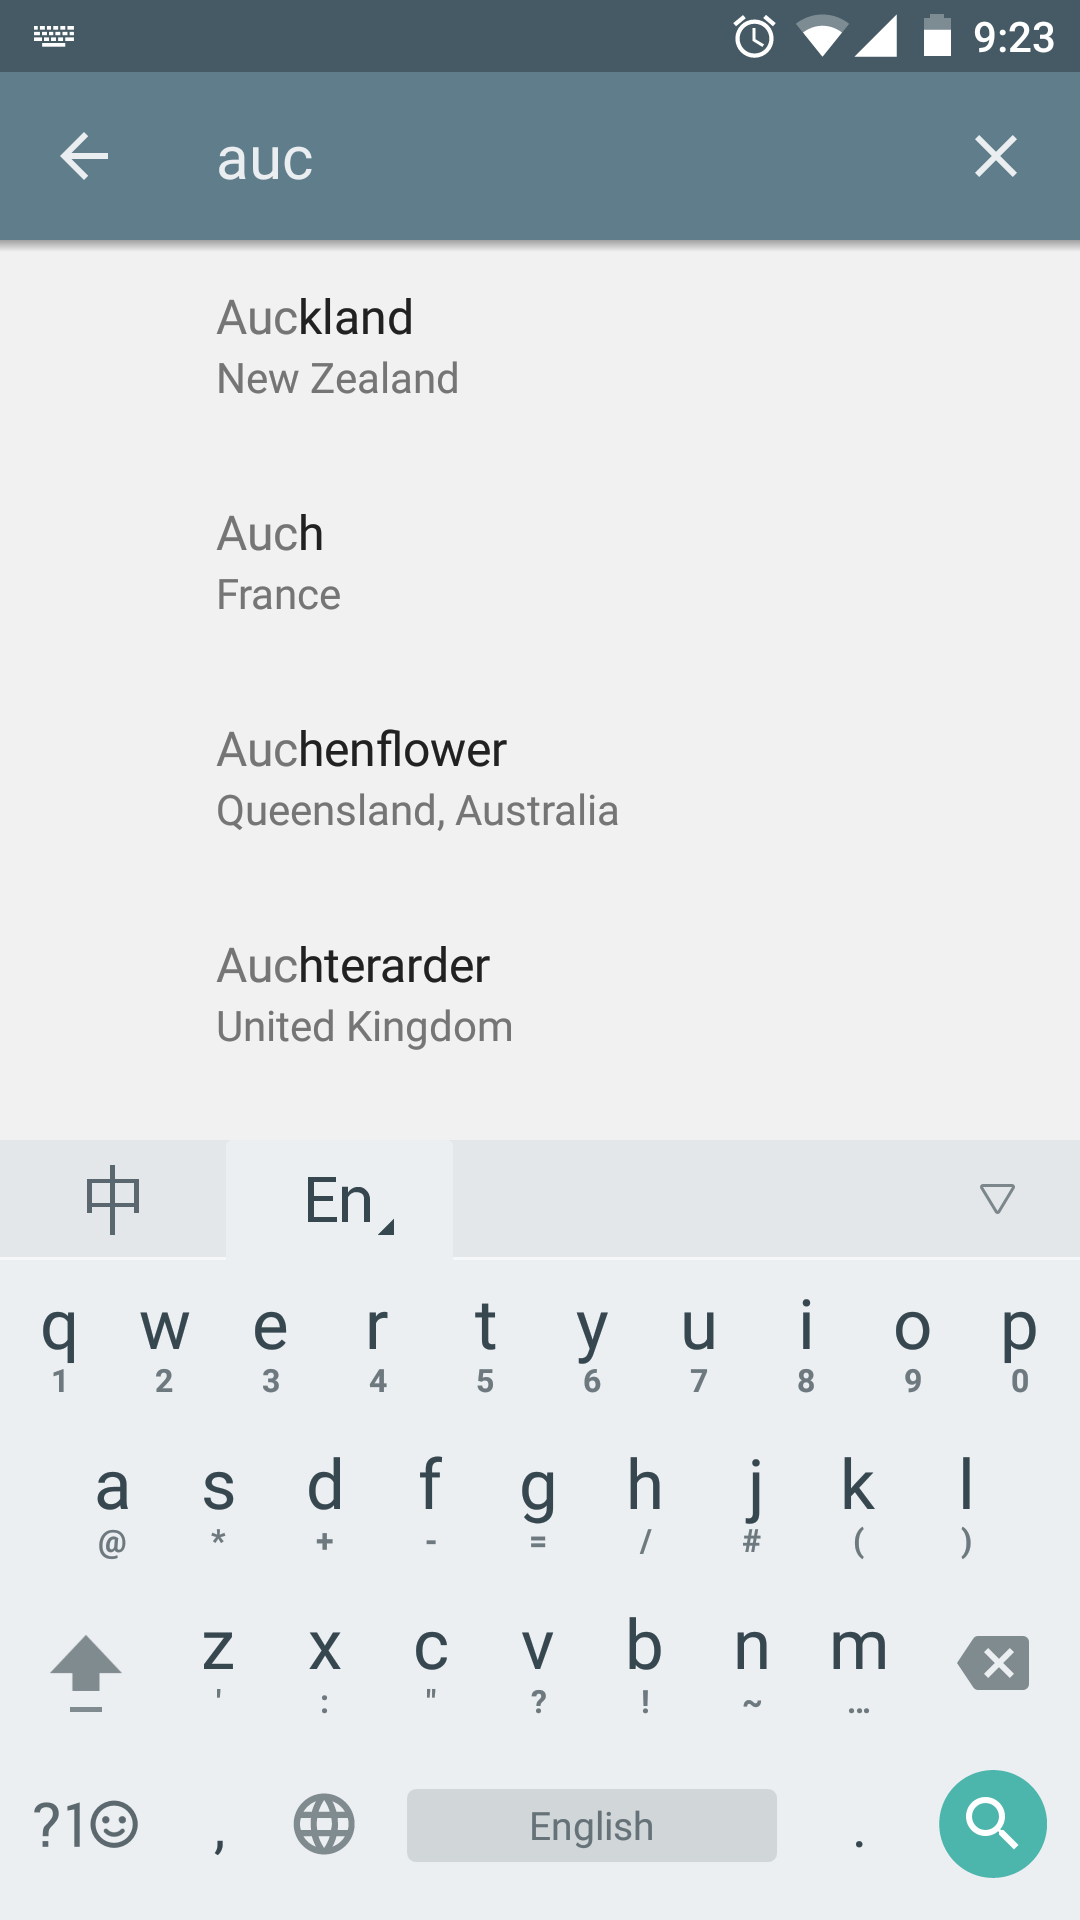 9:23
auc
Auckland
New Zealand
Auch
France
Auchenflower
Queensland, Australia
Auchterarder
United Kingdom
中 En
q w e r t y u i o p
1 2 3 4 5 6 7 8 9 0
a s d f g h j k l
@ * + - = / # ( )
z x c v b n m
' : " ? ! ~ …
?1☺ , English .